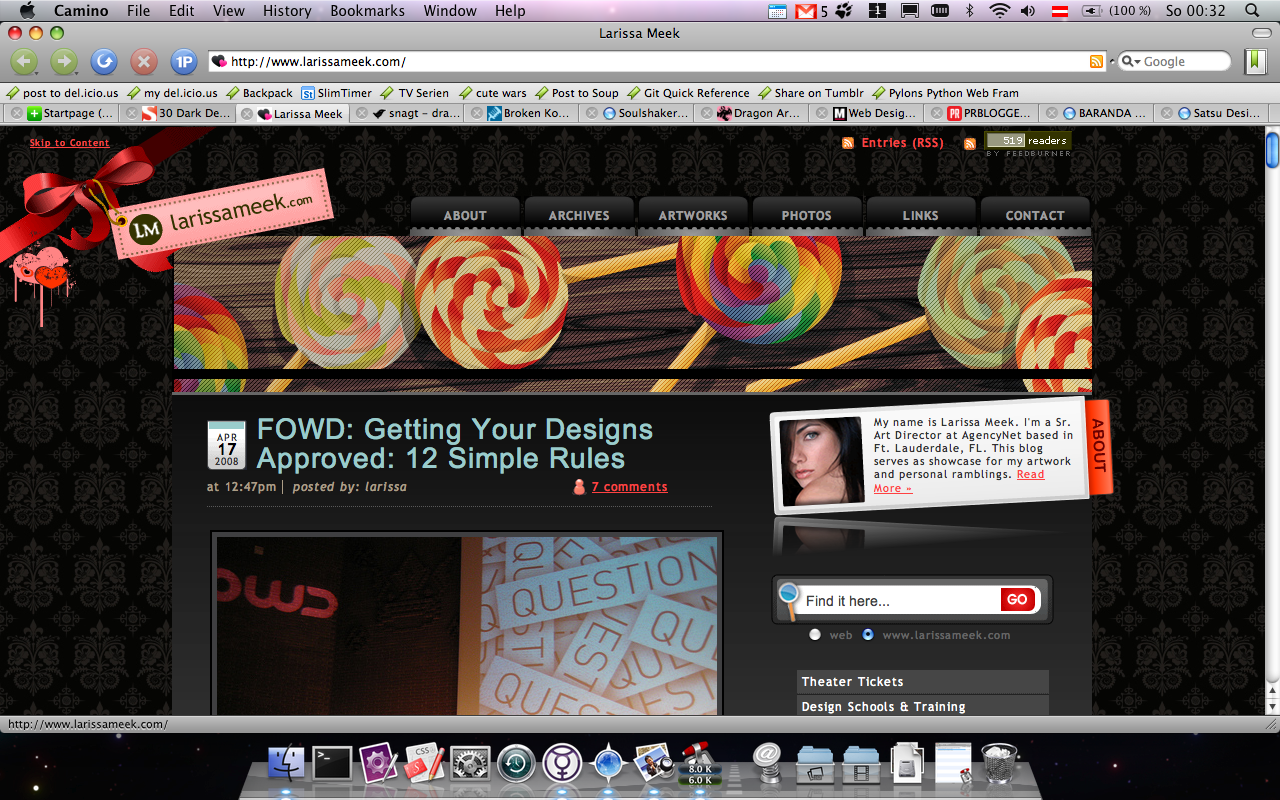 Camino File Edit View History Bookmarks Window Help 5 1 (100 %) So 00:32
Larissa Meek
1P http://www.larissameek.com/ Google
post to del.icio.us my del.icio.us Backpack St SlimTimer TV Serien cute wars Post to Soup Git Quick Reference Share on Tumblr Pylons Python Web Fram
Startpage (... 30 Dark De... Larissa Meek snagt – dra... Broken Ko... Soulshaker... Dragon Ar... M Web Desig... PR PRBLOGGE... BARANDA ... Satsu Desi...
Skip to Content
Entries (RSS)
519 readers
BY FEEDBURNER
LM larissameek.com
ABOUT ARCHIVES ARTWORKS PHOTOS LINKS CONTACT
APR
17
2008
FOWD: Getting Your Designs
Approved: 12 Simple Rules
at 12:47pm | posted by: larissa 7 comments
My name is Larissa Meek. I'm a Sr.
Art Director at AgencyNet based in
Ft. Lauderdale, FL. This blog
serves as showcase for my artwork
and personal ramblings. Read
More »
ABOUT
QUESTION
QUEST
QUESTION
Find it here... GO
web www.larissameek.com
Theater Tickets
Design Schools & Training
http://www.larissameek.com/
CSS
8.0 K
6.0 K
@